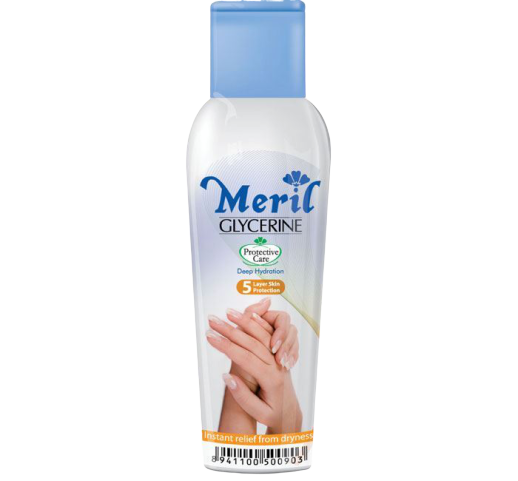 Meril
GLYCERINE
Protective
Care
Deep Hydration
5 Layer Skin
Protection
Instant relief from dryness
8 941100 500903